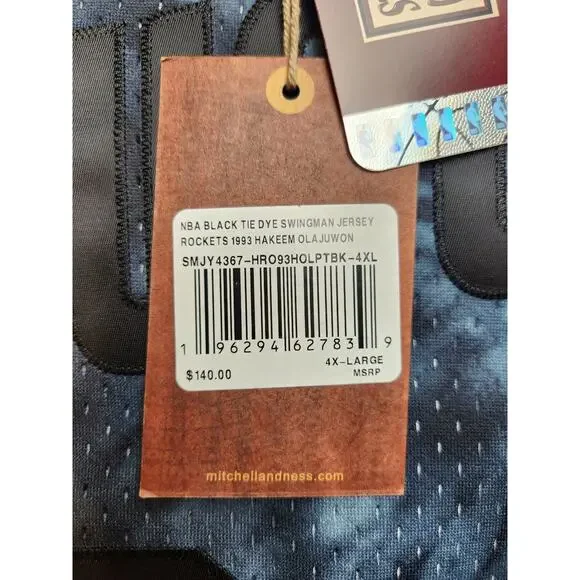 NBA BLACK TIE DYE SWINGMAN JERSEY
ROCKETS 1993 HAKEEM OLAJUWON
SMJY4367-HRO93HOLPTBK-4XL
1 96294 62783 9
4X-LARGE
$140.00 MSRP
mitchellandness.com